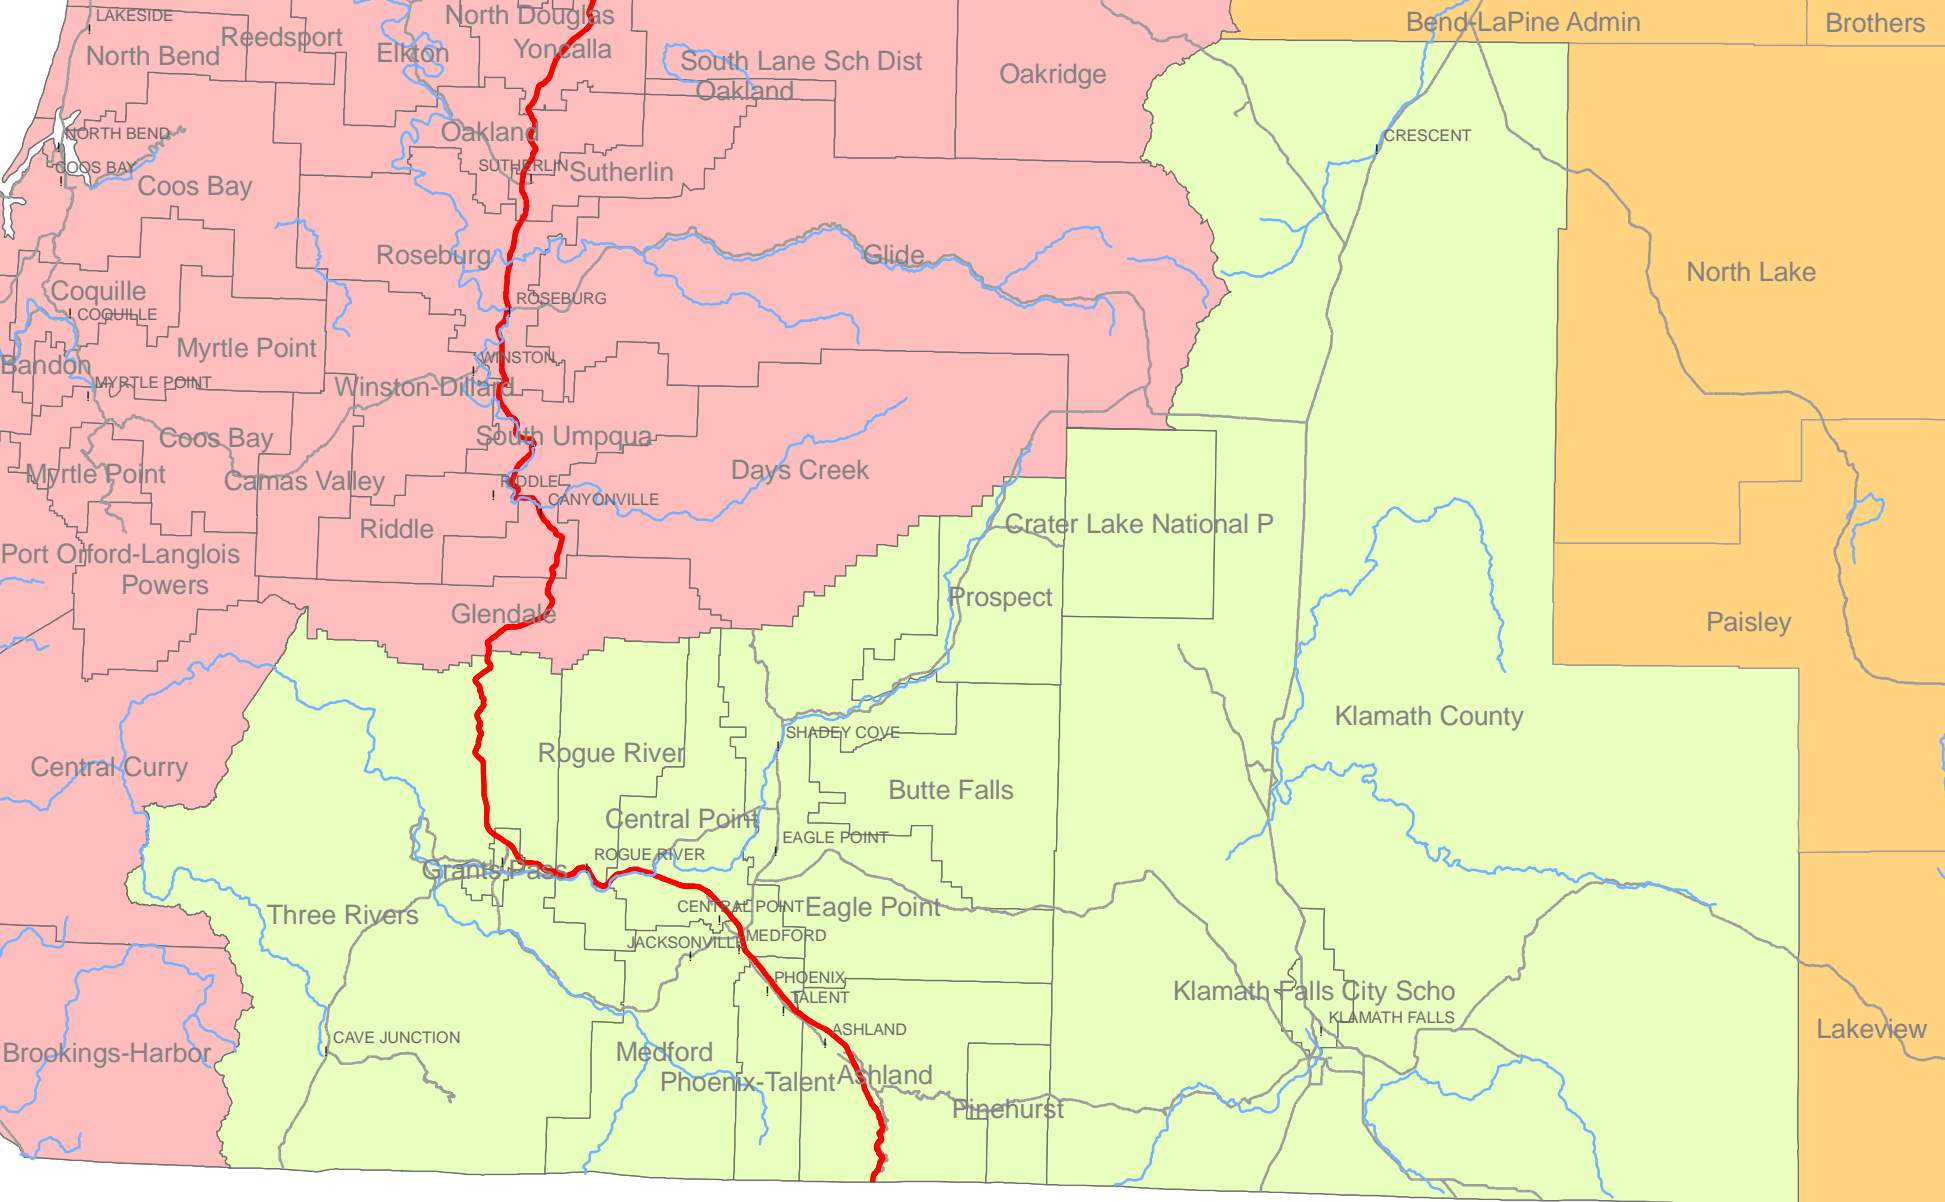 LAKESIDE
North Douglas
Bend-LaPine Admin
Brothers
Reedsport
North Bend
Elkton
Yoncalla
South Lane Sch Dist
Oakridge
Oakland
NORTH BEND
Oakland
CRESCENT
COOS BAY
SUTHERLIN
Sutherlin
Coos Bay
Roseburg
Glide
North Lake
Coquille
ROSEBURG
COQUILLE
Myrtle Point
Bandon
WINSTON
MYRTLE POINT
Winston-Dillard
Coos Bay
South Umpqua
Myrtle Point
Camas Valley
RIDDLE
Days Creek
CANYONVILLE
Riddle
Crater Lake National P
Port Orford-Langlois
Powers
Prospect
Glendale
Paisley
Klamath County
SHADEY COVE
Rogue River
Central Curry
Butte Falls
Central Point
EAGLE POINT
ROGUE RIVER
Grants Pass
Three Rivers
CENTRAL POINT
Eagle Point
JACKSONVILLE
MEDFORD
PHOENIX
TALENT
Klamath Falls City Scho
KLAMATH FALLS
ASHLAND
Lakeview
CAVE JUNCTION
Brookings-Harbor
Medford
Phoenix-Talent
Ashland
Pinehurst